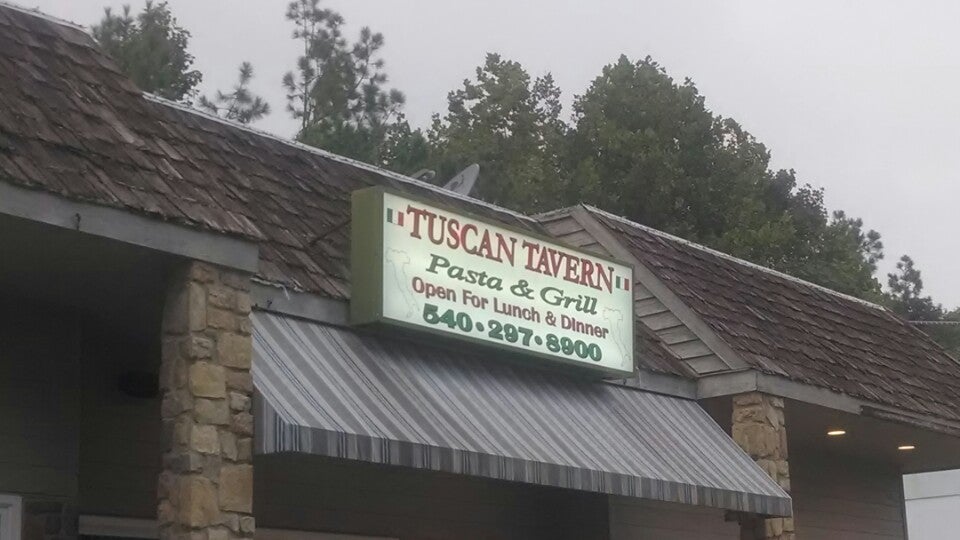 TUSCAN TAVERN
Pasta & Grill
Open For Lunch & Dinner
540·297·8900